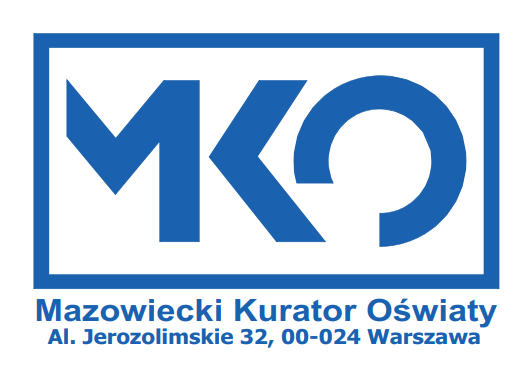 MKO
Mazowiecki Kurator Oświaty
Al. Jerozolimskie 32, 00-024 Warszawa